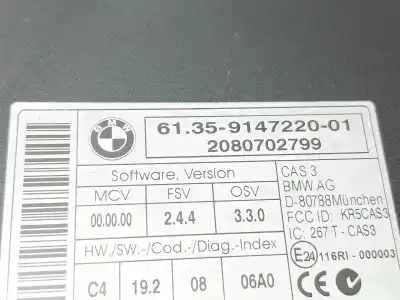 BMW
61.35-9147220-01
2080702799
Software, Version
MCV FSV OSV
00.00.00 2.4.4 3.3.0
HW./SW.-/Cod.-/Diag.-Index
C4 19.2 08 06A0
CAS 3
BMW AG
D-80788München
FCC ID: KR5CAS3
IC: 267 T - CAS3
E24 116RI - 000003
CE